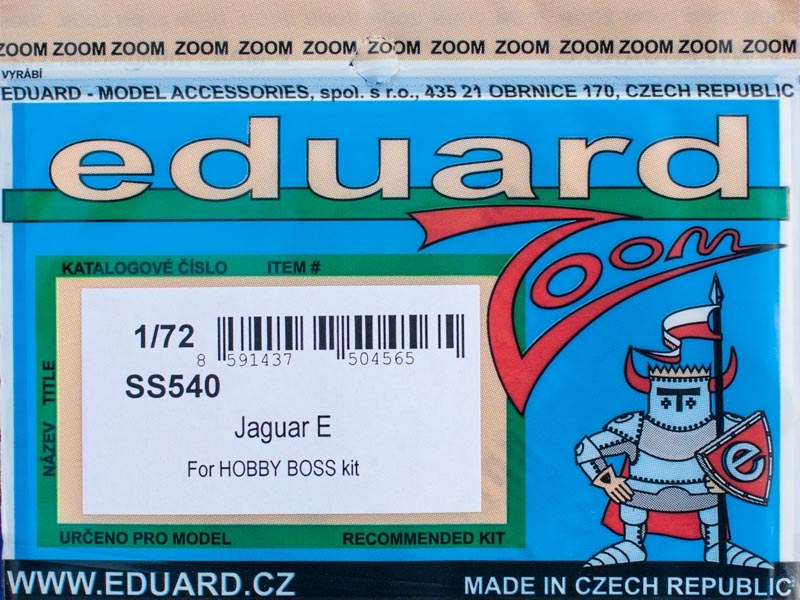 ZOOM ZOOM ZOOM ZOOM ZOOM ZOOM ZOOM ZOOM ZOOM ZOOM ZOOM ZOOM ZOOM
VYRÁBÍ
EDUARD - MODEL ACCESSORIES, spol. s r.o., 435 21 OBRNICE 170, CZECH REPUBLIC
eduard
Zoom
KATALOGOVÉ ČÍSLO ITEM #
1/72
8 591437 504565
SS540
Jaguar E
For HOBBY BOSS kit
NÁZEV TITLE
e
URČENO PRO MODEL RECOMMENDED KIT
WWW.EDUARD.CZ MADE IN CZECH REPUBLIC